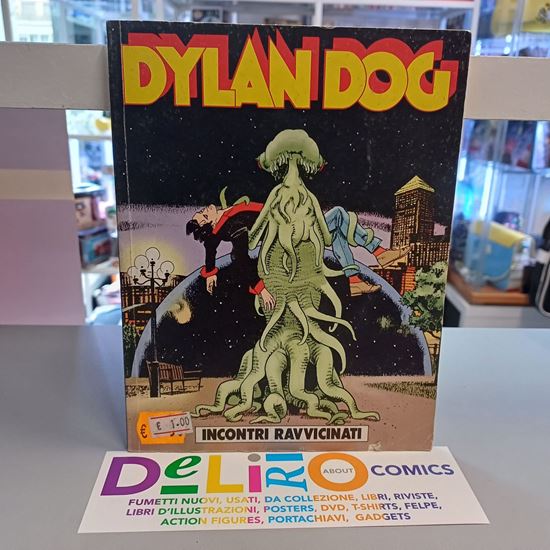 DYLAN DOG
€ 1.00
€
INCONTRI RAVVICINATI
DeLiRiO ABOUT COMICS
FUMETTI NUOVI, USATI, DA COLLEZIONE, LIBRI, RIVISTE,
LIBRI D'ILLUSTRAZIONI, POSTERS, DVD, T-SHIRTS, FELPE,
ACTION FIGURES, PORTACHIAVI, GADGETS